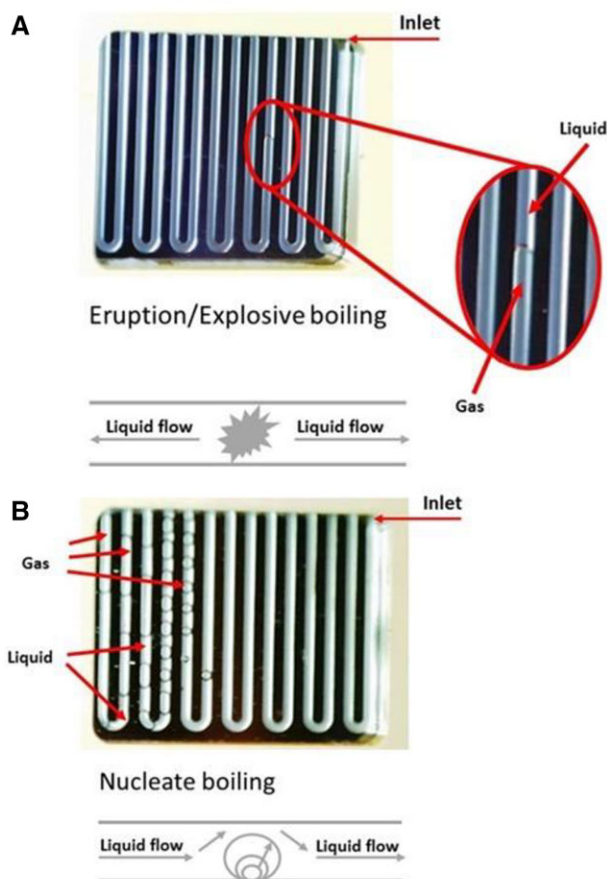 A
Inlet
Liquid
Gas
Eruption/Explosive boiling
Liquid flow
Liquid flow
B
Inlet
Gas
Liquid
Nucleate boiling
Liquid flow
Liquid flow